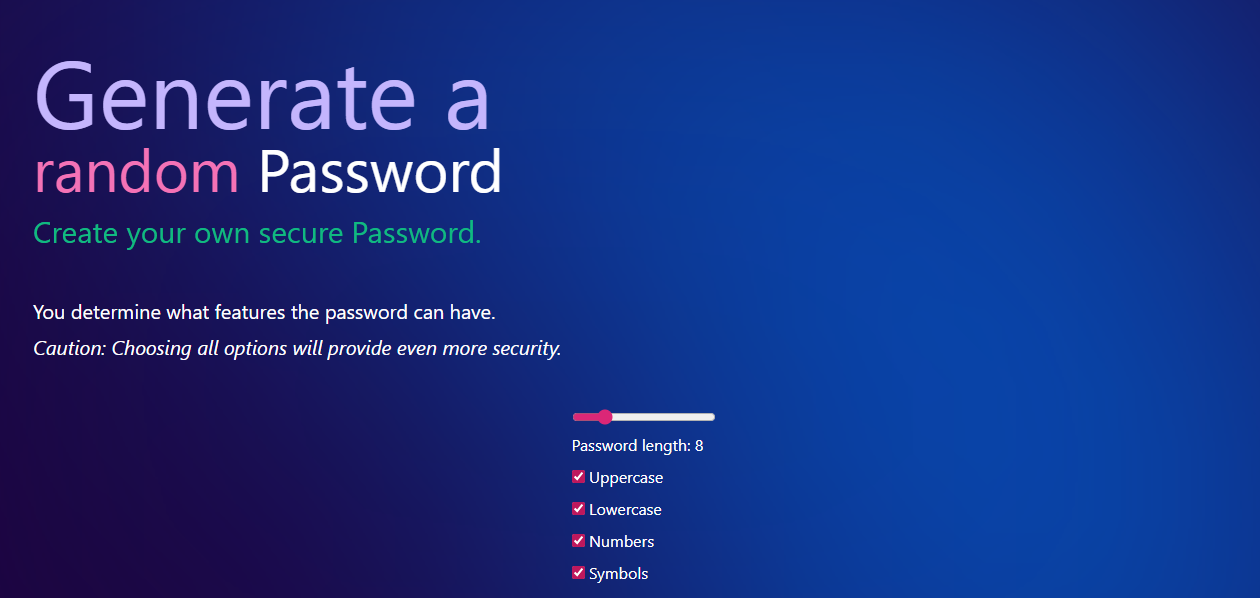 Generate a
random Password
Create your own secure Password.
You determine what features the password can have.
Caution: Choosing all options will provide even more security.
Password length: 8
Uppercase
Lowercase
Numbers
Symbols